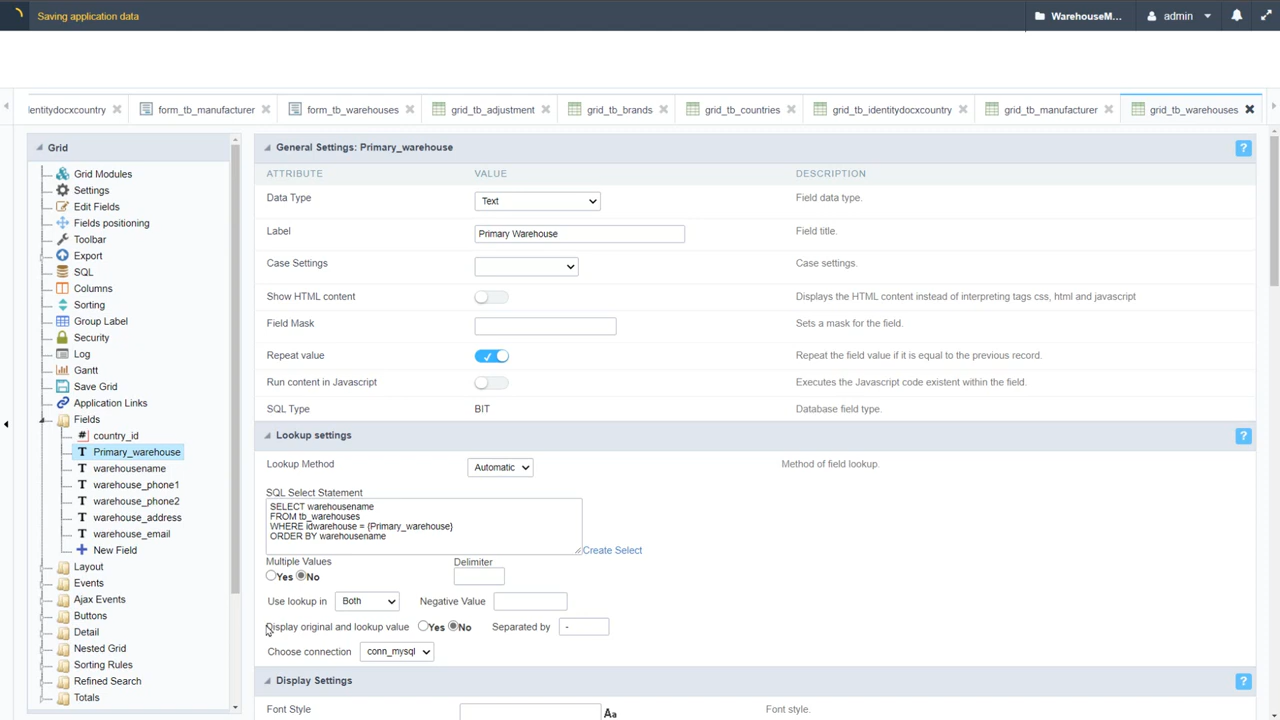 Saving application data
WarehouseM...
admin
identitydocxcountry
form_tb_manufacturer
form_tb_warehouses
grid_tb_adjustment
grid_tb_brands
grid_tb_countries
grid_tb_identitydocxcountry
grid_tb_manufacturer
grid_tb_warehouses
Grid
Grid Modules
Settings
Edit Fields
Fields positioning
Toolbar
Export
SQL
Columns
Sorting
Group Label
Security
Log
Gantt
Save Grid
Application Links
Fields
# country_id
T Primary_warehouse
T warehousename
T warehouse_phone1
T warehouse_phone2
T warehouse_address
T warehouse_email
New Field
Layout
Events
Ajax Events
Buttons
Detail
Nested Grid
Sorting Rules
Refined Search
Totals
General Settings: Primary_warehouse
?
ATTRIBUTE VALUE DESCRIPTION
Data Type Text Field data type.
Label Primary Warehouse Field title.
Case Settings Case settings.
Show HTML content Displays the HTML content instead of interpreting tags css, html and javascript
Field Mask Sets a mask for the field.
Repeat value Repeat the field value if it is equal to the previous record.
Run content in Javascript Executes the Javascript code existent within the field.
SQL Type BIT Database field type.
Lookup settings
?
Lookup Method Automatic Method of field lookup.
SQL Select Statement
SELECT warehousename
FROM tb_warehouses
WHERE idwarehouse = {Primary_warehouse}
ORDER BY warehousename
Create Select
Multiple Values Delimiter
Yes No
Use lookup in Both Negative Value
Display original and lookup value Yes No Separated by -
Choose connection conn_mysql
Display Settings
?
Font Style Aa Font style.